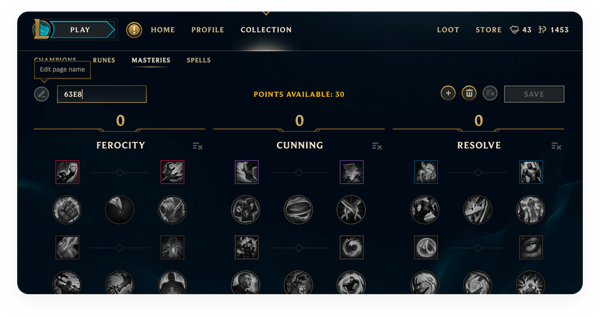 PLAY HOME PROFILE COLLECTION LOOT STORE 43 1453
CHAMPIONS RUNES MASTERIES SPELLS
Edit page name
63E8 POINTS AVAILABLE: 30 SAVE
0 0 0
FEROCITY CUNNING RESOLVE